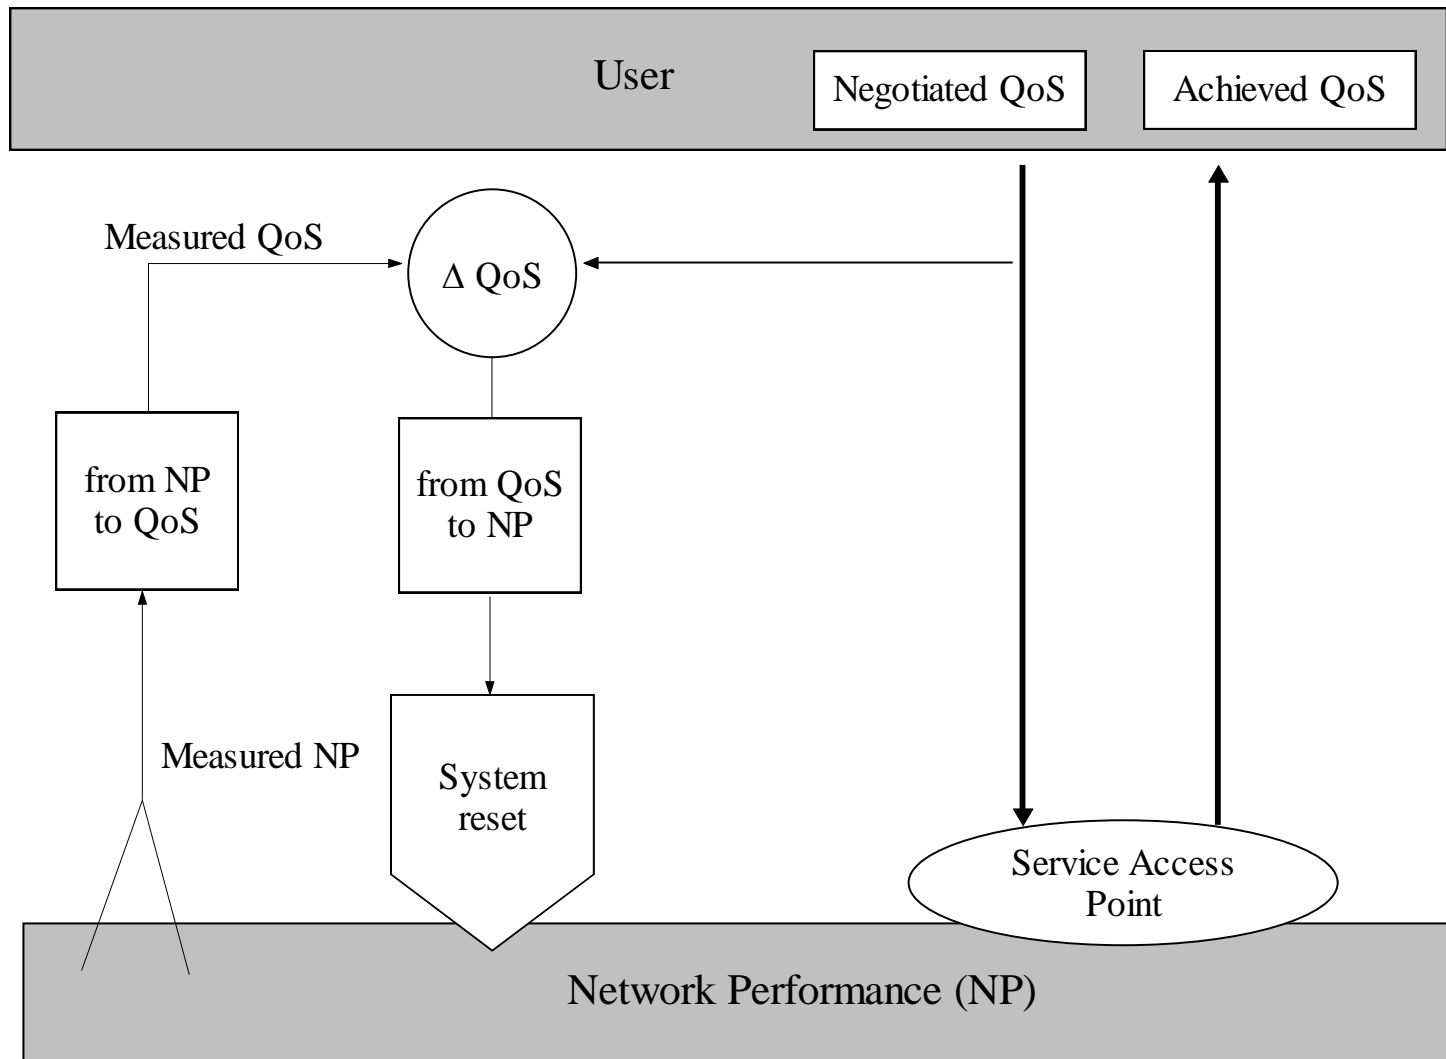 User
Negotiated QoS
Achieved QoS
Measured QoS
Δ QoS
from NP
to QoS
from QoS
to NP
Measured NP
System
reset
Service Access
Point
Network Performance (NP)